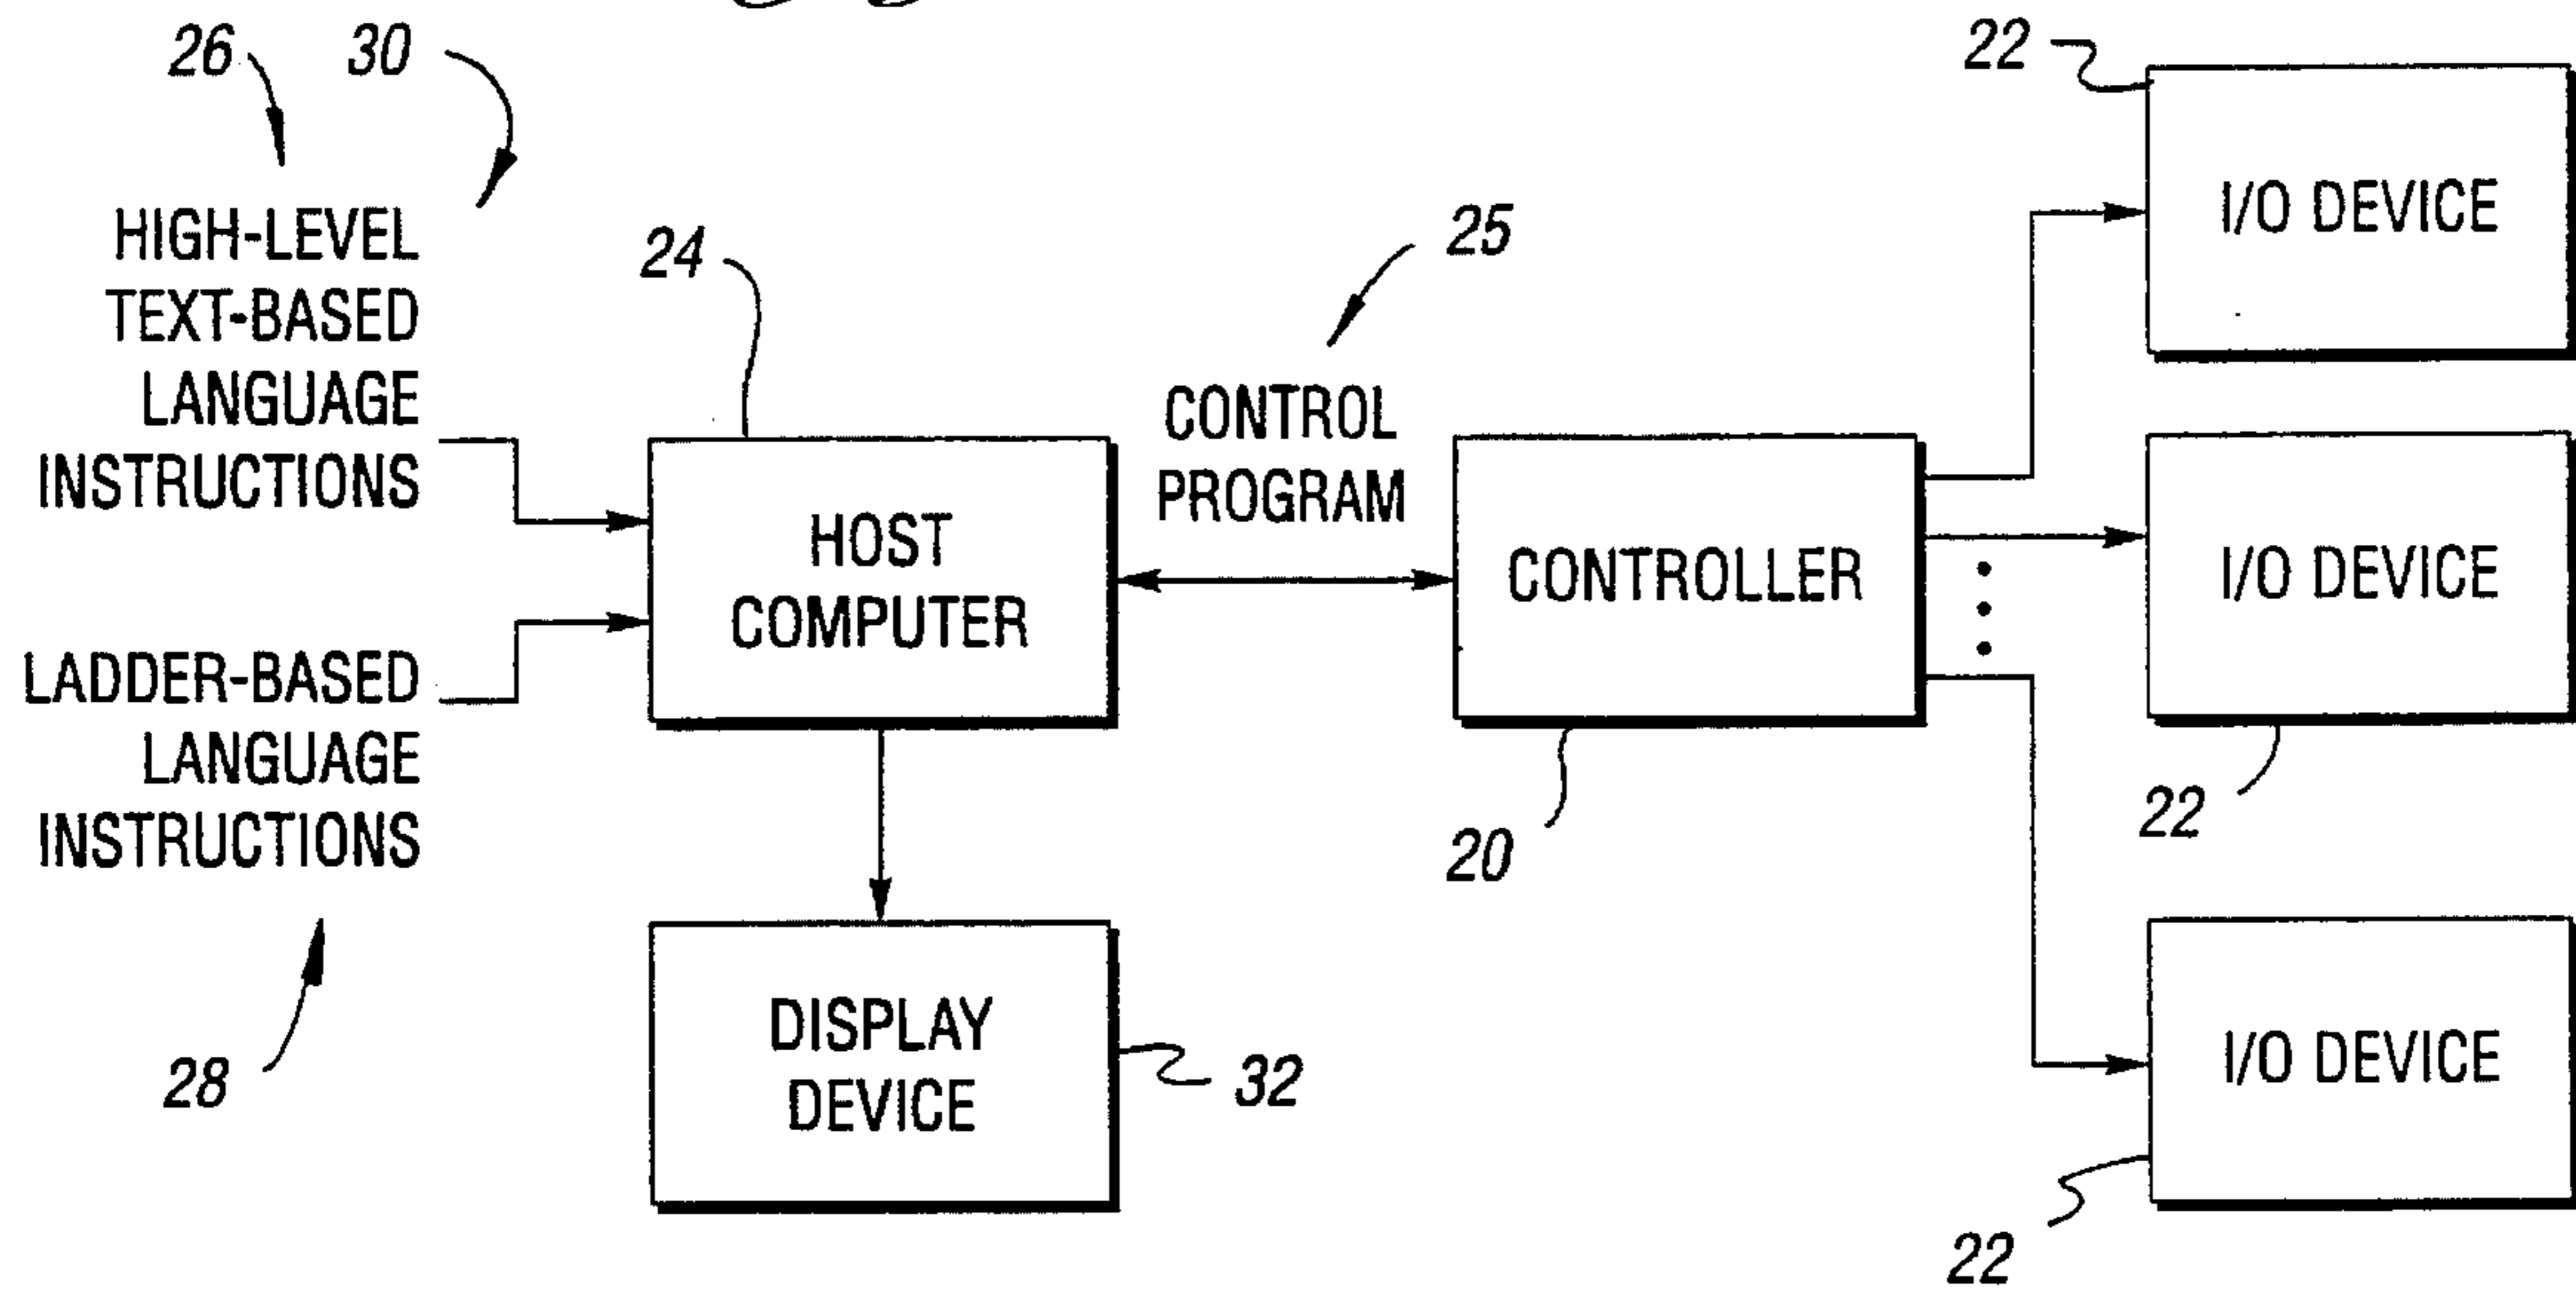 26
30
HIGH-LEVEL
TEXT-BASED
LANGUAGE
INSTRUCTIONS
LADDER-BASED
LANGUAGE
INSTRUCTIONS
28
24
HOST
COMPUTER
DISPLAY
DEVICE
32
25
CONTROL
PROGRAM
CONTROLLER
20
22
I/O DEVICE
I/O DEVICE
22
I/O DEVICE
22